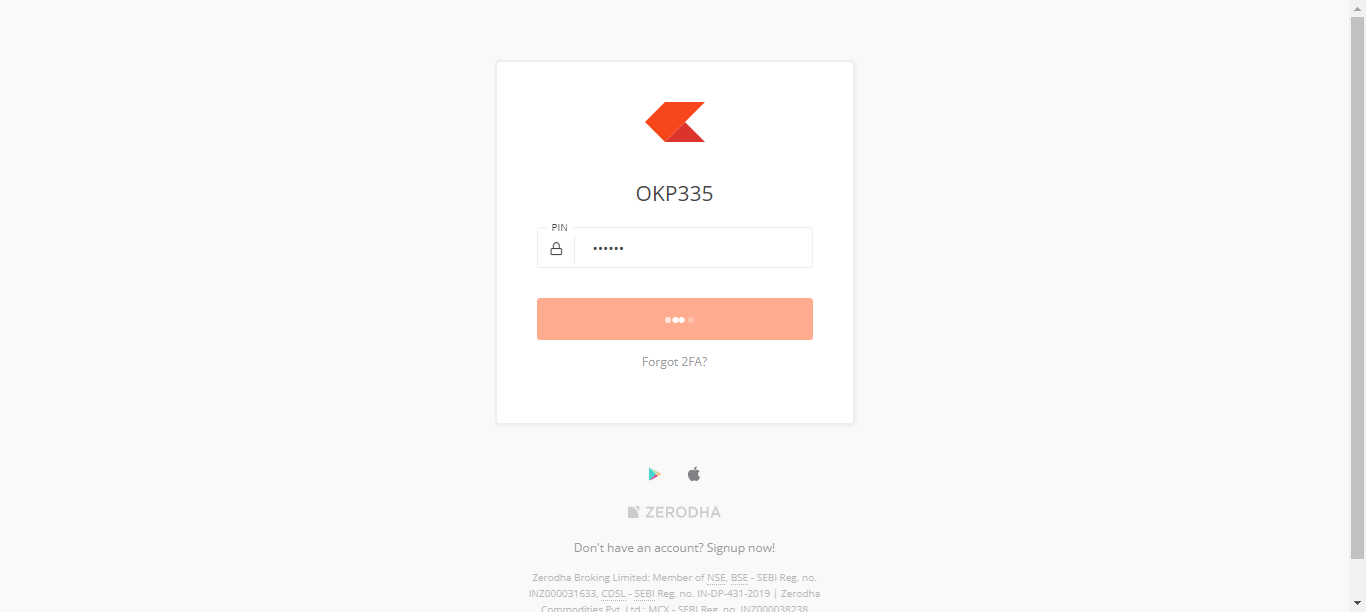 OKP335
PIN
••••••
Forgot 2FA?
ZERODHA
Don't have an account? Signup now!
Zerodha Broking Limited: Member of NSE, BSE - SEBI Reg. no.
INZ000031633, CDSL - SEBI Reg. no. IN-DP-431-2019 | Zerodha
Commodities Pvt. Ltd.: MCX - SEBI Reg. no. INZ000038238